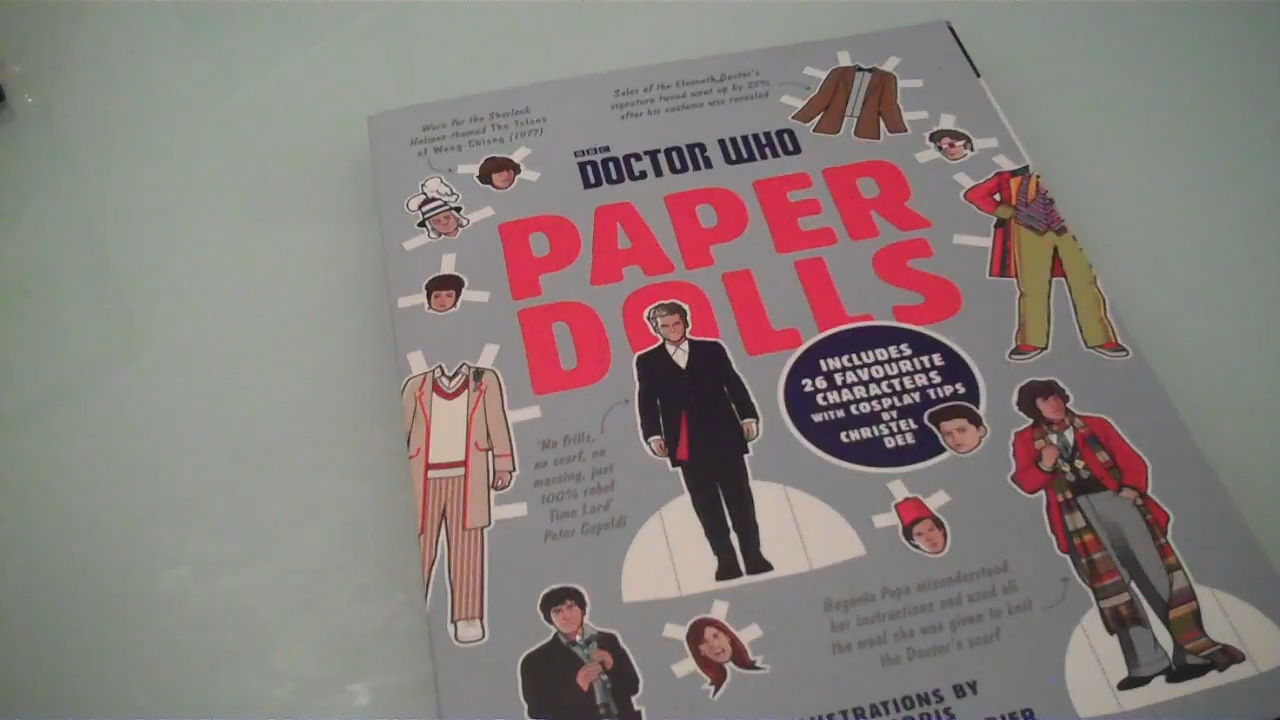 Worn for the Sherlock
Holmes-themed The Talons
of Weng-Chiang (1977)
Sales of the Eleventh Doctor's
signature tweed went up by 25%
after his costume was revealed
BBC
DOCTOR WHO
PAPER
DOLLS
INCLUDES
26 FAVOURITE
CHARACTERS
WITH COSPLAY TIPS
BY
CHRISTEL
DEE
'No frills,
no scarf, no
messing, just
100% rebel
Time Lord'
Peter Capaldi
Begonia Pope misunderstood
her instructions and used all
the wool she was given to knit
the Doctor's scarf
ILLUSTRATIONS BY